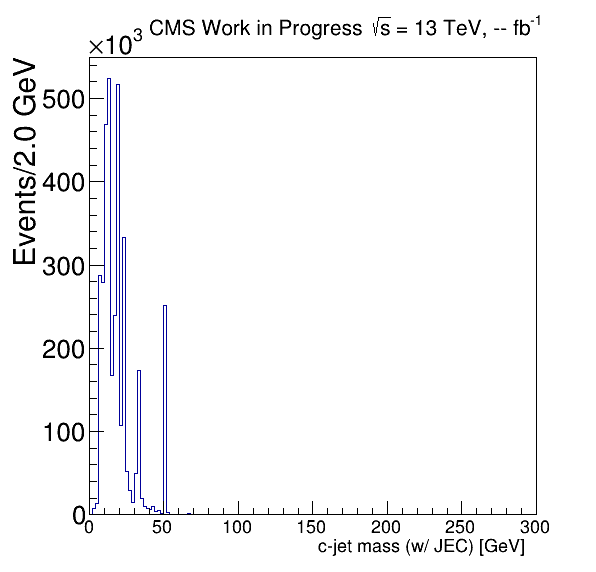 ×10³ CMS Work in Progress √s = 13 TeV, -- fb⁻¹
Events/2.0 GeV
500
400
300
200
100
0
0 50 100 150 200 250 300
c-jet mass (w/ JEC) [GeV]